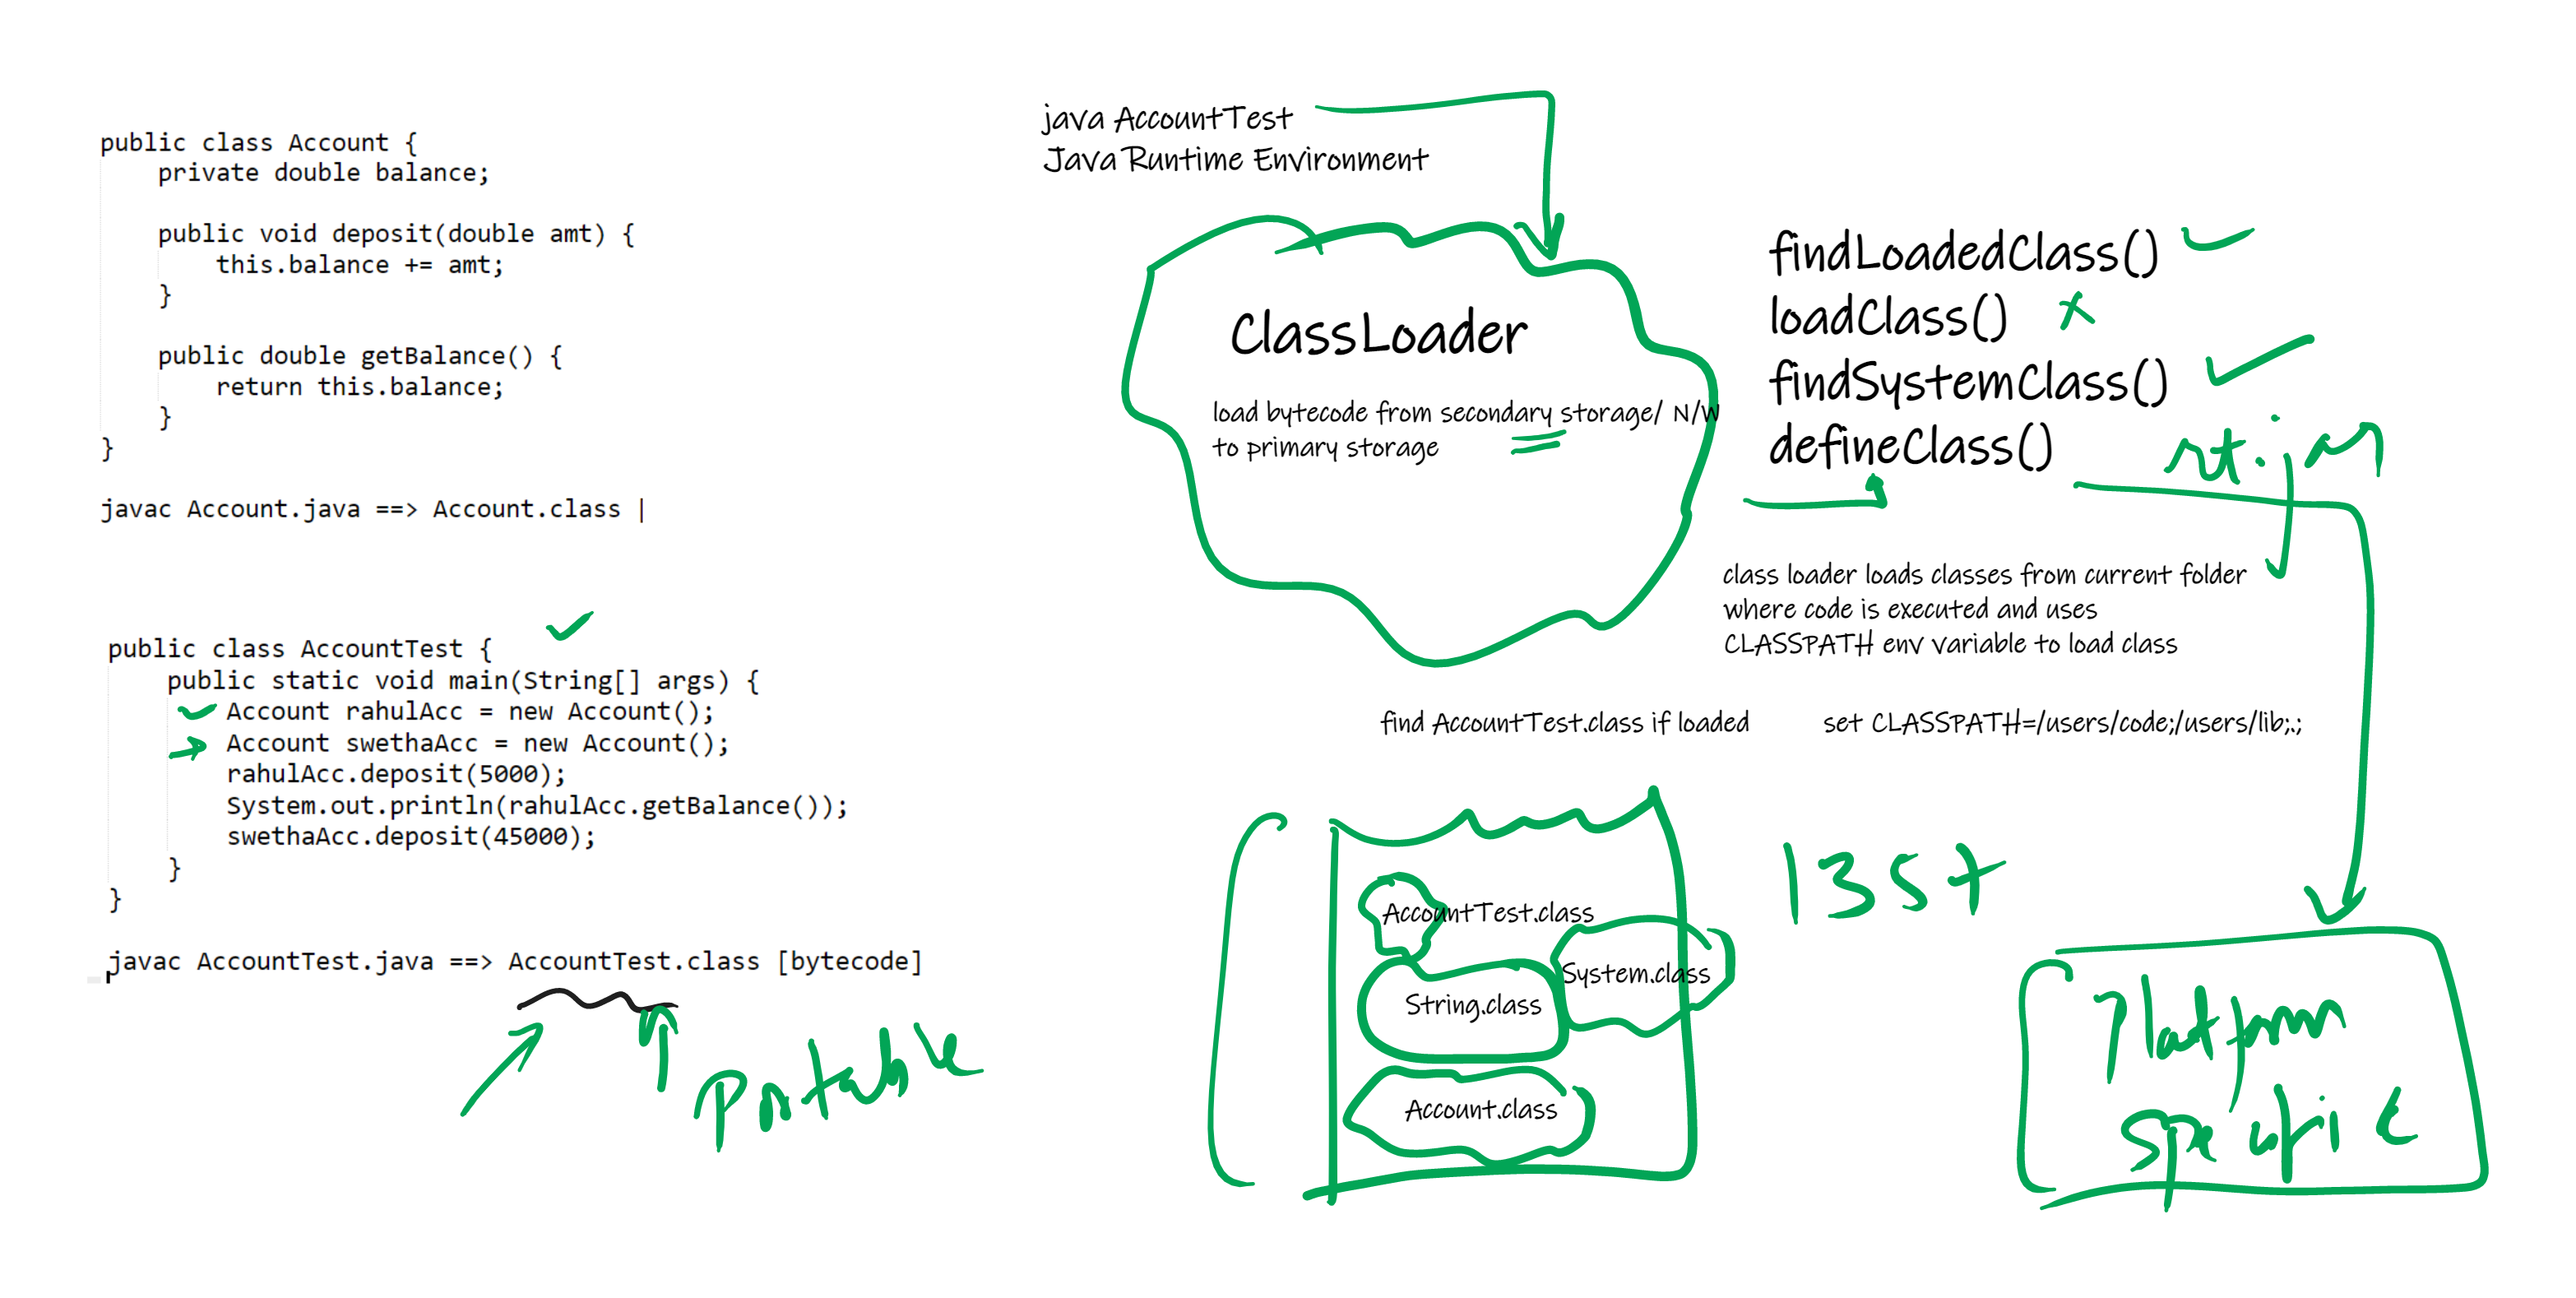 public class Account {
    private double balance;
    public void deposit(double amt) {
        this.balance += amt;
    }
    public double getBalance() {
        return this.balance;
    }
}
javac Account.java ==> Account.class |
public class AccountTest {
    public static void main(String[] args) {
        Account rahulAcc = new Account();
        Account swethaAcc = new Account();
        rahulAcc.deposit(5000);
        System.out.println(rahulAcc.getBalance());
        swethaAcc.deposit(45000);
    }
}
javac AccountTest.java ==> AccountTest.class [bytecode]
Portable
java AccountTest
Java Runtime Environment
ClassLoader
load bytecode from secondary storage/ N/W
to primary storage
findLoadedClass()
loadClass()
findSystemClass()
defineClass()
rt.jar
class loader loads classes from current folder
where code is executed and uses
CLASSPATH env variable to load class
find AccountTest.class if loaded
set CLASSPATH=/users/code;/users/lib;.;
AccountTest.class
System.class
String.class
Account.class
Platform
specific